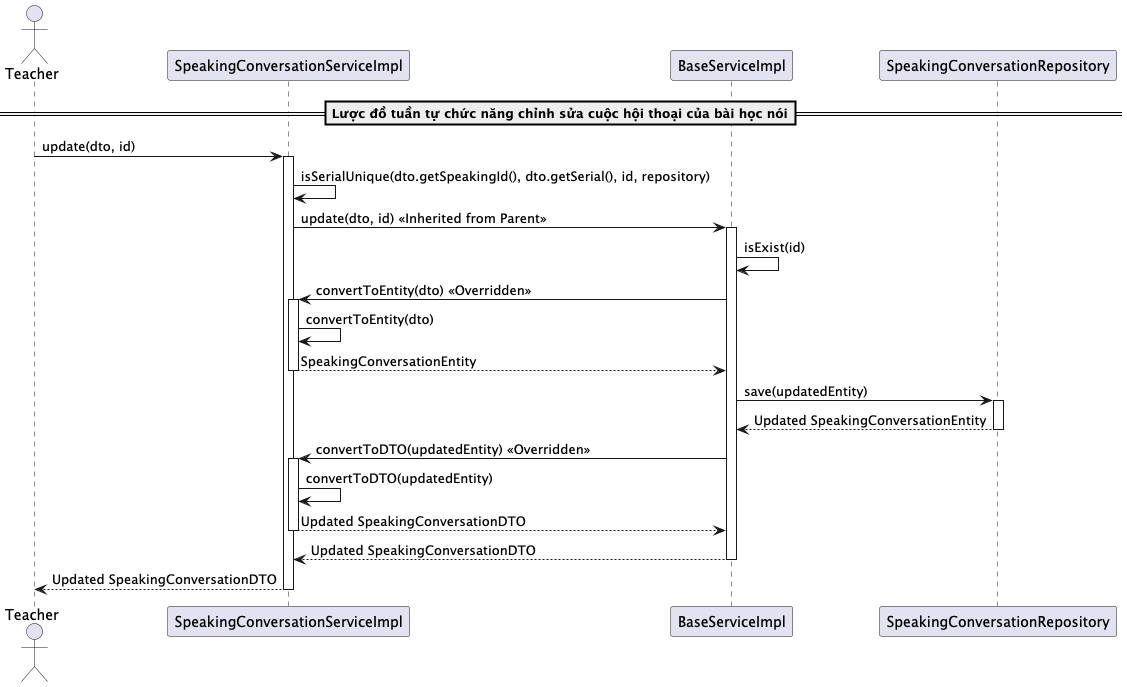 Teacher
SpeakingConversationServiceImpl
BaseServiceImpl
SpeakingConversationRepository
Lược đồ tuần tự chức năng chỉnh sửa cuộc hội thoại của bài học nói
update(dto, id)
isSerialUnique(dto.getSpeakingId(), dto.getSerial(), id, repository)
update(dto, id) «Inherited from Parent»
isExist(id)
convertToEntity(dto) «Overridden»
convertToEntity(dto)
SpeakingConversationEntity
save(updatedEntity)
Updated SpeakingConversationEntity
convertToDTO(updatedEntity) «Overridden»
convertToDTO(updatedEntity)
Updated SpeakingConversationDTO
Updated SpeakingConversationDTO
Updated SpeakingConversationDTO
Teacher
SpeakingConversationServiceImpl
BaseServiceImpl
SpeakingConversationRepository